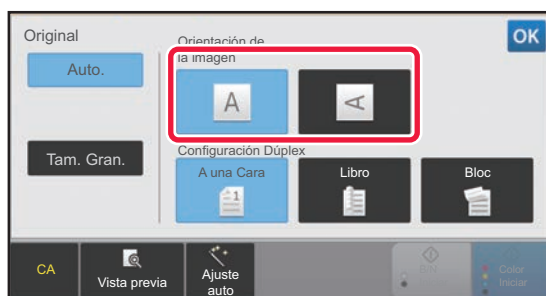 Original
Orientación de
la imagen
OK
Auto.
A
A
Tam. Gran.
Configuración Dúplex
A una Cara
1
Libro
Bloc
CA
Vista previa
Ajuste
auto
B/N
Color
Iniciar